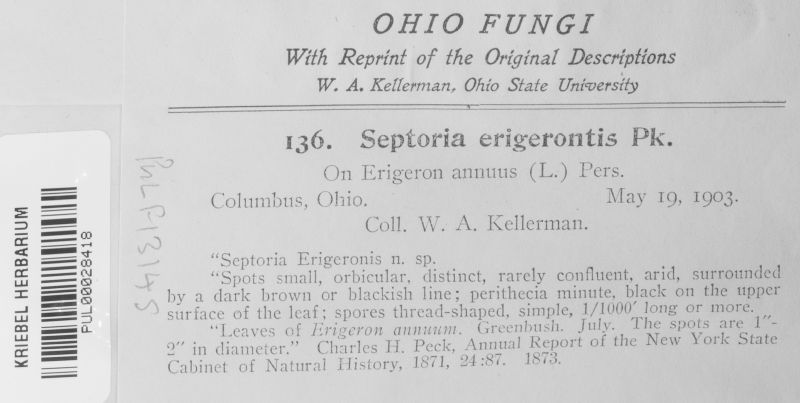 OHIO FUNGI
With Reprint of the Original Descriptions
W. A. Kellerman, Ohio State University
136. Septoria erigerontis Pk.
On Erigeron annuus (L.) Pers.
Columbus, Ohio. May 19, 1903.
Coll. W. A. Kellerman.
"Septoria Erigeronis n. sp.
"Spots small, orbicular, distinct, rarely confluent, arid, surrounded
by a dark brown or blackish line; perithecia minute, black on the upper
surface of the leaf; spores thread-shaped, simple, 1/1000′ long or more.
"Leaves of Erigeron annuum. Greenbush. July. The spots are 1″-
2″ in diameter." Charles H. Peck, Annual Report of the New York State
Cabinet of Natural History, 1871, 24:87. 1873.
KRIEBEL HERBARIUM
PUL00028418
PULF13145